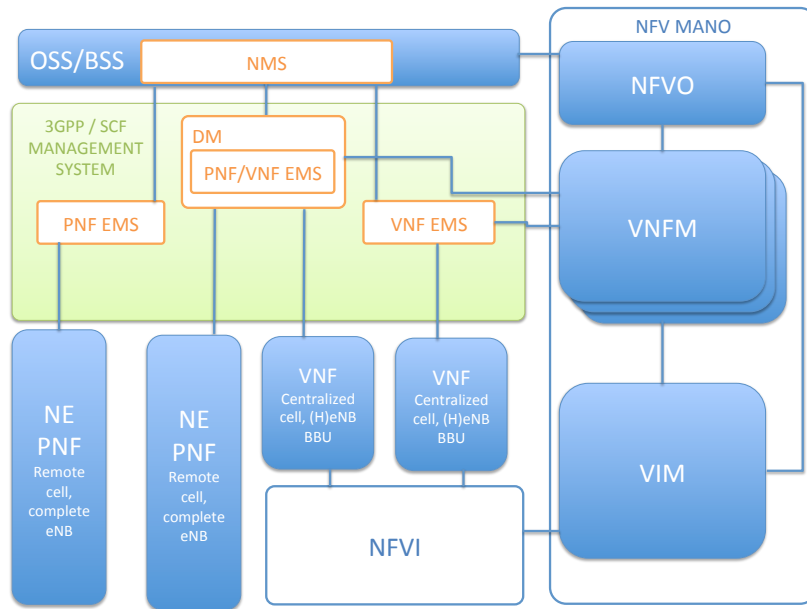 NFV MANO
OSS/BSS
NMS
NFVO
3GPP / SCF
MANAGEMENT
SYSTEM
DM
PNF/VNF EMS
PNF EMS
VNF EMS
VNFM
NE
PNF
Remote
cell,
complete
eNB
NE
PNF
Remote
cell,
complete
eNB
VNF
Centralized
cell, (H)eNB
BBU
VNF
Centralized
cell, (H)eNB
BBU
VIM
NFVI